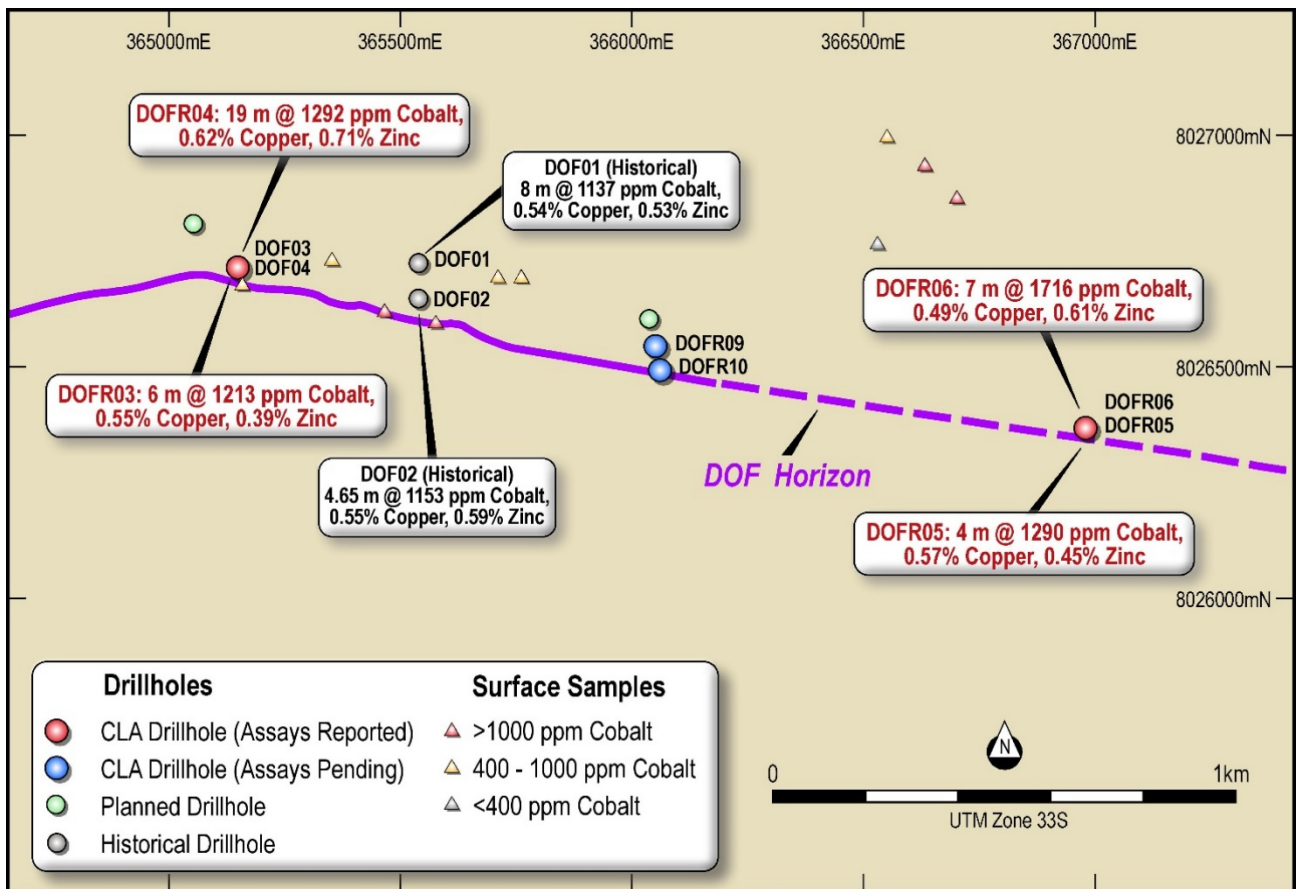 365000mE
365500mE
366000mE
366500mE
367000mE
8027000mN
8026500mN
8026000mN
DOFR04: 19 m @ 1292 ppm Cobalt,
0.62% Copper, 0.71% Zinc
DOF01 (Historical)
8 m @ 1137 ppm Cobalt,
0.54% Copper, 0.53% Zinc
DOF03
DOF04
DOF01
DOF02
DOFR06: 7 m @ 1716 ppm Cobalt,
0.49% Copper, 0.61% Zinc
DOFR09
DOFR10
DOFR03: 6 m @ 1213 ppm Cobalt,
0.55% Copper, 0.39% Zinc
DOFR06
DOFR05
DOF02 (Historical)
4.65 m @ 1153 ppm Cobalt,
0.55% Copper, 0.59% Zinc
DOF Horizon
DOFR05: 4 m @ 1290 ppm Cobalt,
0.57% Copper, 0.45% Zinc
Drillholes
CLA Drillhole (Assays Reported)
CLA Drillhole (Assays Pending)
Planned Drillhole
Historical Drillhole
Surface Samples
>1000 ppm Cobalt
400 - 1000 ppm Cobalt
<400 ppm Cobalt
N
0
1km
UTM Zone 33S